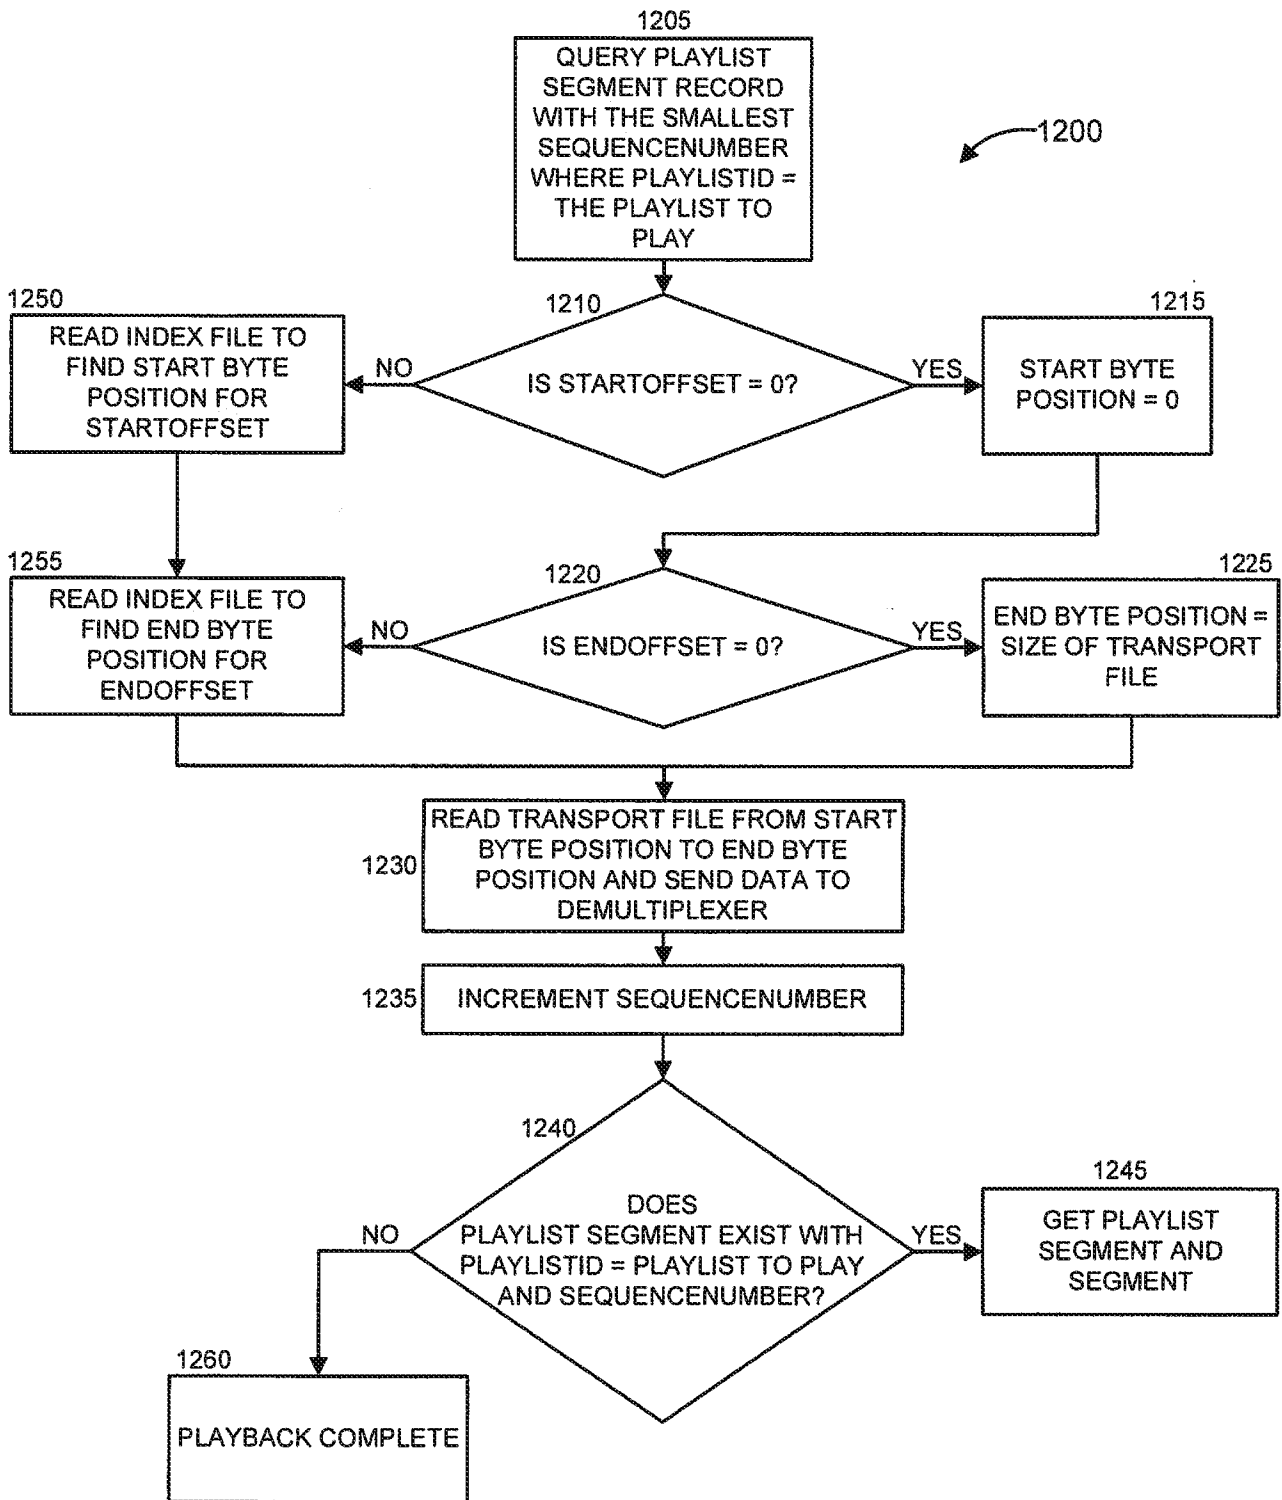 1205
QUERY PLAYLIST
SEGMENT RECORD
WITH THE SMALLEST
SEQUENCENUMBER
WHERE PLAYLISTID =
THE PLAYLIST TO
PLAY
1200
1250
READ INDEX FILE TO
FIND START BYTE
POSITION FOR
STARTOFFSET
NO
1210
IS STARTOFFSET = 0?
YES
1215
START BYTE
POSITION = 0
1255
READ INDEX FILE TO
FIND END BYTE
POSITION FOR
ENDOFFSET
NO
1220
IS ENDOFFSET = 0?
YES
1225
END BYTE POSITION =
SIZE OF TRANSPORT
FILE
1230
READ TRANSPORT FILE FROM START
BYTE POSITION TO END BYTE
POSITION AND SEND DATA TO
DEMULTIPLEXER
1235
INCREMENT SEQUENCENUMBER
1240
DOES
PLAYLIST SEGMENT EXIST WITH
PLAYLISTID = PLAYLIST TO PLAY
AND SEQUENCENUMBER?
NO
YES
1245
GET PLAYLIST
SEGMENT AND
SEGMENT
1260
PLAYBACK COMPLETE